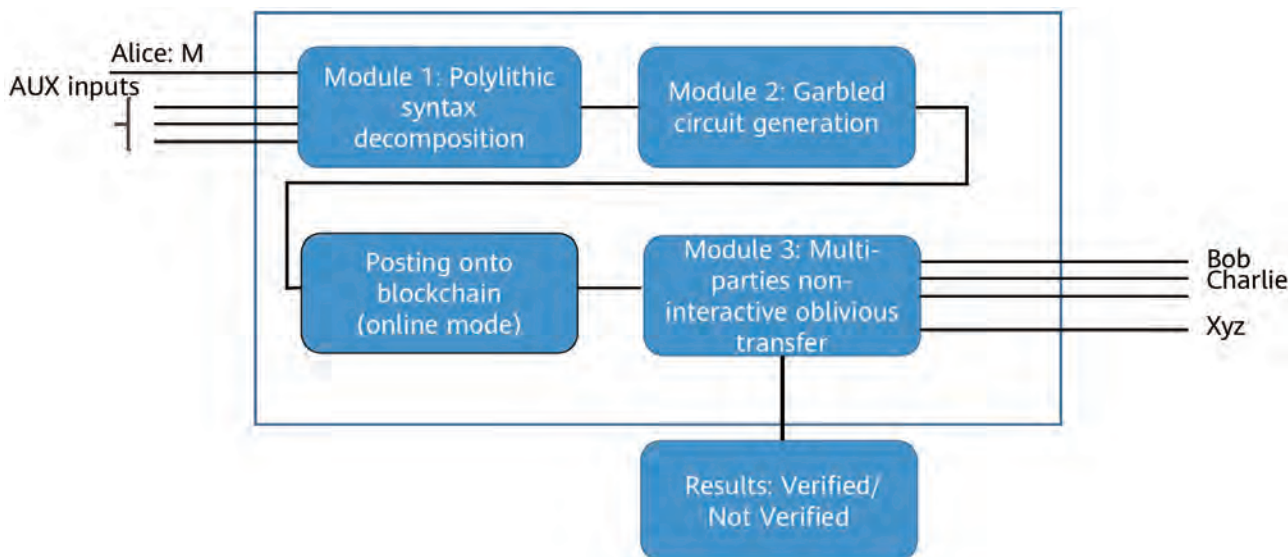 Alice: M
AUX inputs
Module 1: Polylithic
syntax
decomposition
Module 2: Garbled
circuit generation
Posting onto
blockchain
(online mode)
Module 3: Multi-
parties non-
interactive oblivious
transfer
Bob
Charlie
Xyz
Results: Verified/
Not Verified